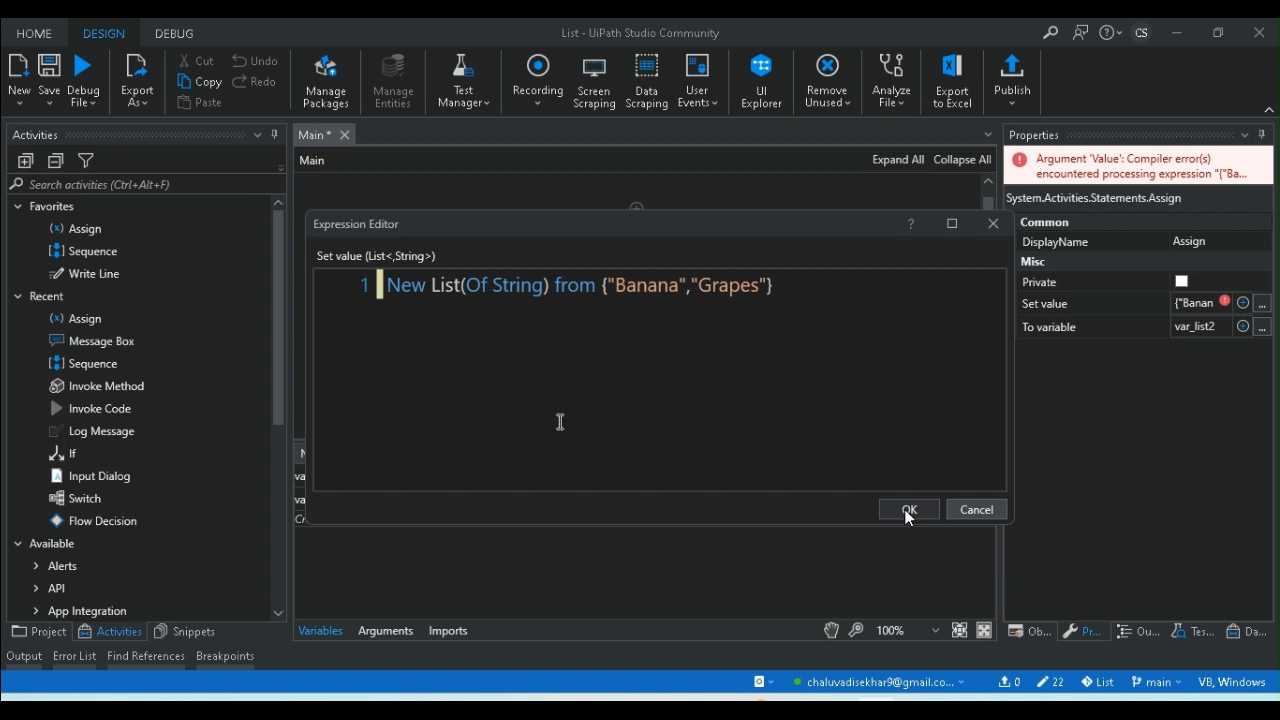 HOME DESIGN DEBUG List - UiPath Studio Community CS
New Save Debug File Export As Cut Copy Paste Undo Redo Manage Packages Manage Entities Test Manager Recording Screen Scraping Data Scraping User Events UI Explorer Remove Unused Analyze File Export to Excel Publish
Activities Main * Properties
Main Expand All Collapse All
Argument 'Value': Compiler error(s)
encountered processing expression "{"Ba...
Search activities (Ctrl+Alt+F)
System.Activities.Statements.Assign
Favorites
Assign
Sequence
Write Line
Recent
Assign
Message Box
Sequence
Invoke Method
Invoke Code
Log Message
If
Input Dialog
Switch
Flow Decision
Available
Alerts
API
App Integration
Expression Editor ?
Set value (List<,String>)
1 New List(Of String) from {"Banana","Grapes"}
OK Cancel
Common
DisplayName Assign
Misc
Private
Set value {"Banan ...
To variable var_list2 ...
Project Activities Snippets
Variables Arguments Imports 100%
Ob... Pr... Ou... Tes... Da...
Output Error List Find References Breakpoints
chaluvadisekhar9@gmail.co... 0 22 List main VB, Windows